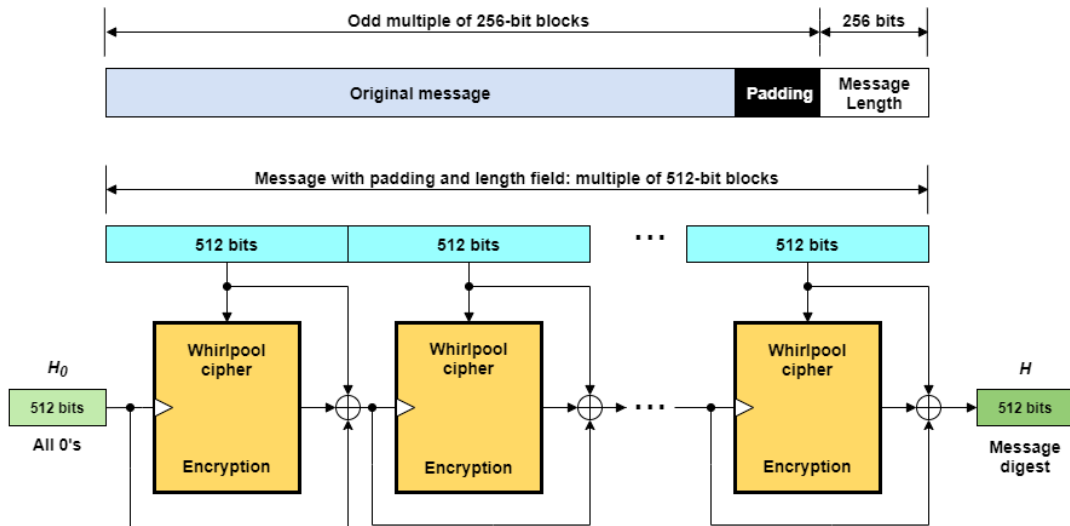 Odd multiple of 256-bit blocks
256 bits
Original message
Padding
Message
Length
Message with padding and length field: multiple of 512-bit blocks
512 bits
512 bits
...
512 bits
Whirlpool
cipher
Whirlpool
cipher
Whirlpool
cipher
H0
H
512 bits
...
512 bits
All 0's
Encryption
Encryption
Encryption
Message
digest